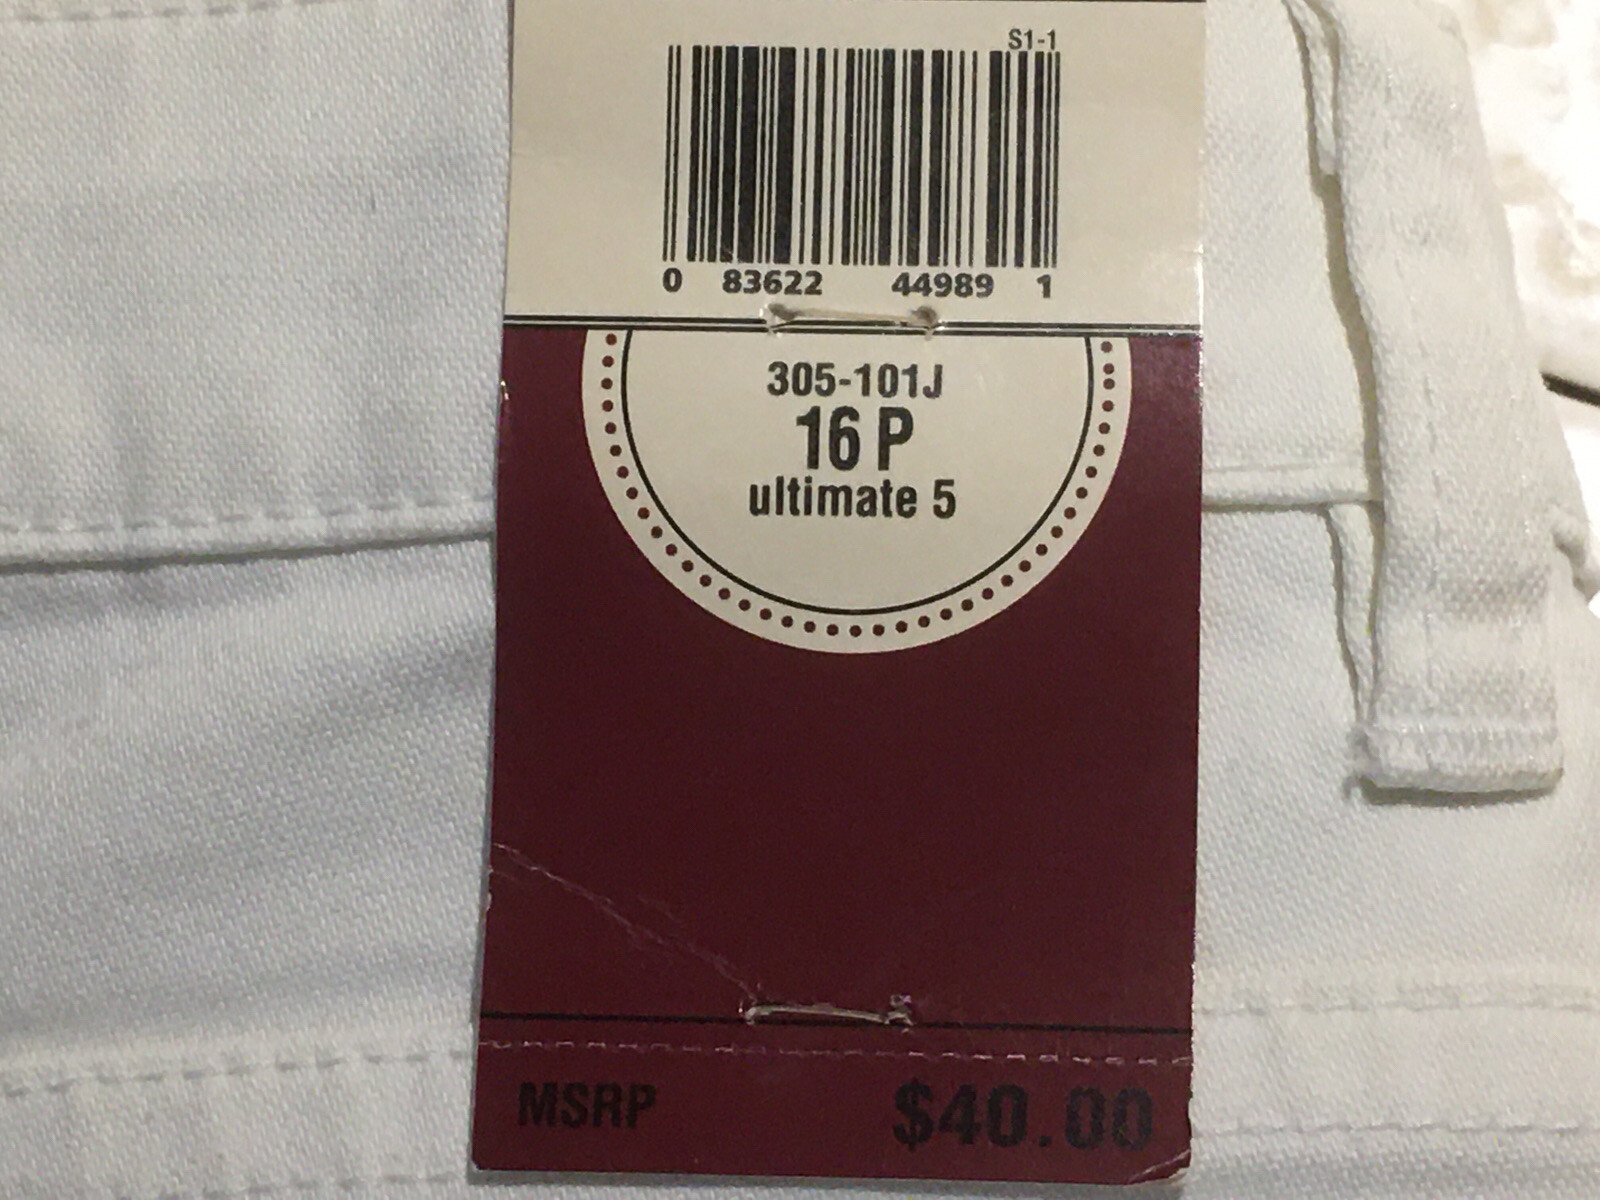 S1-1
0 83622 44989 1
305-101J
16 P
ultimate 5
MSRP $40.00